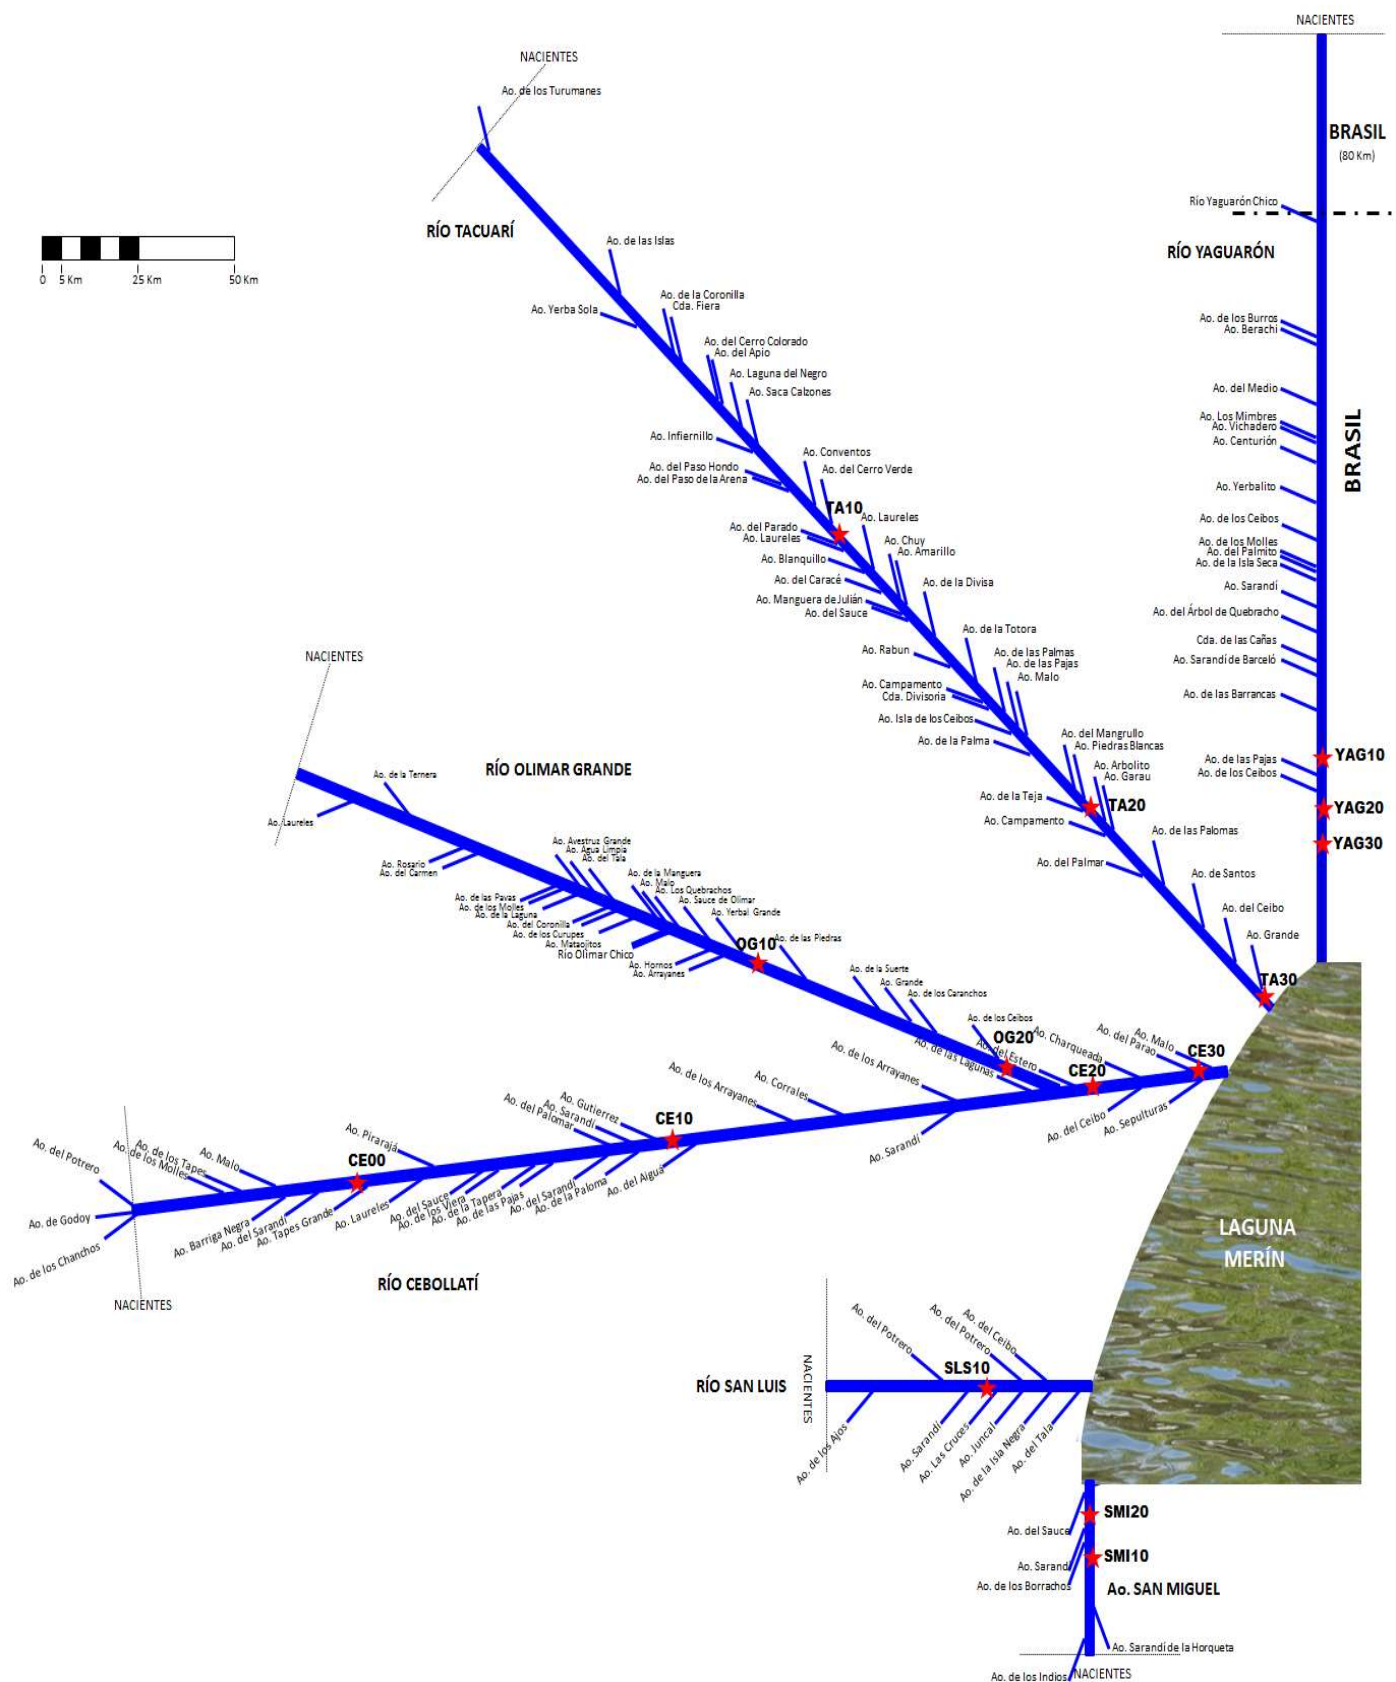 NACIENTES
BRASIL
(80 Km)
Río Yaguarón Chico
RÍO YAGUARÓN
Ao. de los Burros
Ao. Berachi
Ao. del Medio
Ao. Los Mimbres
Ao. Vichadero
Ao. Centurión
BRASIL
Ao. Yerbalito
Ao. de los Ceibos
Ao. de los Molles
Ao. del Palmito
Ao. de la Isla Seca
Ao. Sarandí
Ao. del Árbol de Quebracho
Cda. de las Cañas
Ao. Sarandí de Barceló
Ao. de las Barrancas
YAG10
Ao. de las Pajas
Ao. de los Ceibos
YAG20
YAG30
NACIENTES
Ao. de los Turumanes
RÍO TACUARÍ
0 5 Km 25 Km 50 Km
Ao. de las Islas
Ao. Yerba Sola
Ao. de la Coronilla
Cda. Fiera
Ao. del Cerro Colorado
Ao. del Apio
Ao. Laguna del Negro
Ao. Saca Calzones
Ao. Infiernillo
Ao. Conventos
Ao. del Paso Hondo
Ao. del Cerro Verde
Ao. del Paso de la Arena
TA10
Ao. Laureles
Ao. del Parado
Ao. Laureles
Ao. Chuy
Ao. Amarillo
Ao. Blanquillo
Ao. del Caracé
Ao. de la Divisa
Ao. Manguera de Julián
Ao. del Sauce
Ao. de la Totora
Ao. Rabun
Ao. de las Palmas
Ao. de las Pajas
Ao. Malo
Ao. Campamento
Cda. Divisoria
Ao. Isla de los Ceibos
Ao. de la Palma
Ao. del Mangrullo
Ao. Piedras Blancas
Ao. Arbolito
Ao. Garau
Ao. de la Teja
TA20
Ao. Campamento
Ao. de las Palomas
Ao. del Palmar
Ao. de Santos
Ao. del Ceibo
Ao. Grande
TA30
NACIENTES
RÍO OLIMAR GRANDE
Ao. de la Ternera
Ao. Laureles
Ao. Rosario
Ao. del Carmen
Ao. Avestruz Grande
Ao. Agua Limpia
Ao. del Tala
Ao. de la Manguera
Ao. Malo
Ao. Los Quebrachos
Ao. Sauce de Olimar
Ao. Yerbal Grande
Ao. de las Pavas
Ao. de los Molles
Ao. de la Laguna
Ao. del Coronilla
Ao. de los Curupes
Ao. Mataojitos
Río Olimar Chico
Ao. Hornos
Ao. Arrayanes
OG10
Ao. de las Piedras
Ao. de la Suerte
Ao. Grande
Ao. de los Caranchos
Ao. de los Ceibos
OG20
Ao. del Estero
Ao. de las Lagunas
Ao. Charqueada
Ao. del Parao
Ao. Malo
CE30
CE20
Ao. de los Arrayanes
Ao. Corrales
Ao. de los Arrayanes
Ao. Gutierrez
Ao. Sarandí
Ao. del Palomar
CE10
Ao. Pirarajá
CE00
Ao. Malo
Ao. de los Tapes
Ao. de los Molles
Ao. del Potrero
Ao. de Godoy
Ao. de los Chanchos
NACIENTES
Ao. Barriga Negra
Ao. del Sarandí
Ao. Tapes Grande
Ao. Laureles
Ao. del Sauce
Ao. de los Viera
Ao. de la Tapera
Ao. de las Pajas
Ao. del Sarandí
Ao. de la Paloma
Ao. del Aiguá
Ao. Sarandí
Ao. del Ceibo
Ao. Sepulturas
RÍO CEBOLLATÍ
LAGUNA
MERÍN
Ao. del Potrero
Ao. del Potrero
Ao. del Ceibo
SLS10
RÍO SAN LUIS
NACIENTES
Ao. de los Ajos
Ao. Sarandí
Ao. Las Cruces
Ao. Juncal
Ao. de la Isla Negra
Ao. del Tala
SMI20
Ao. del Sauce
SMI10
Ao. Sarandí
Ao. de los Borrachos
Ao. SAN MIGUEL
Ao. Sarandí de la Horqueta
Ao. de los Indios
NACIENTES